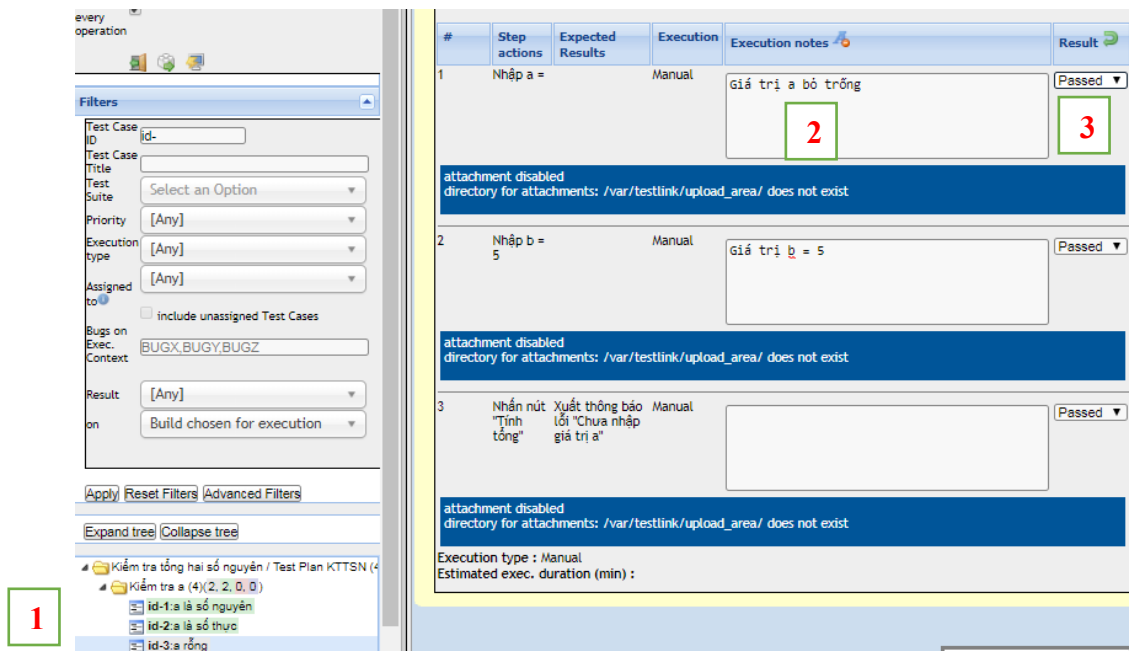 every
operation
Filters
Test Case
ID
id-
Test Case
Title
Test
Suite
Select an Option
Priority
[Any]
Execution
type
[Any]
Assigned
to
[Any]
include unassigned Test Cases
Bugs on
Exec.
Context
BUGX,BUGY,BUGZ
Result
[Any]
on
Build chosen for execution
Apply Reset Filters Advanced Filters
Expand tree Collapse tree
Kiểm tra tổng hai số nguyên / Test Plan KTTSN (4
Kiểm tra a (4)(2, 2, 0, 0)
1
id-1:a là số nguyên
id-2:a là số thực
id-3:a rỗng
# Step actions Expected Results Execution Execution notes Result
1 Nhập a = Manual Giá trị a bỏ trống Passed
2 3
attachment disabled
directory for attachments: /var/testlink/upload_area/ does not exist
2 Nhập b = 5 Manual Giá trị b = 5 Passed
attachment disabled
directory for attachments: /var/testlink/upload_area/ does not exist
3 Nhấn nút "Tính tổng" Xuất thông báo lỗi "Chưa nhập giá trị a" Manual Passed
attachment disabled
directory for attachments: /var/testlink/upload_area/ does not exist
Execution type : Manual
Estimated exec. duration (min) :